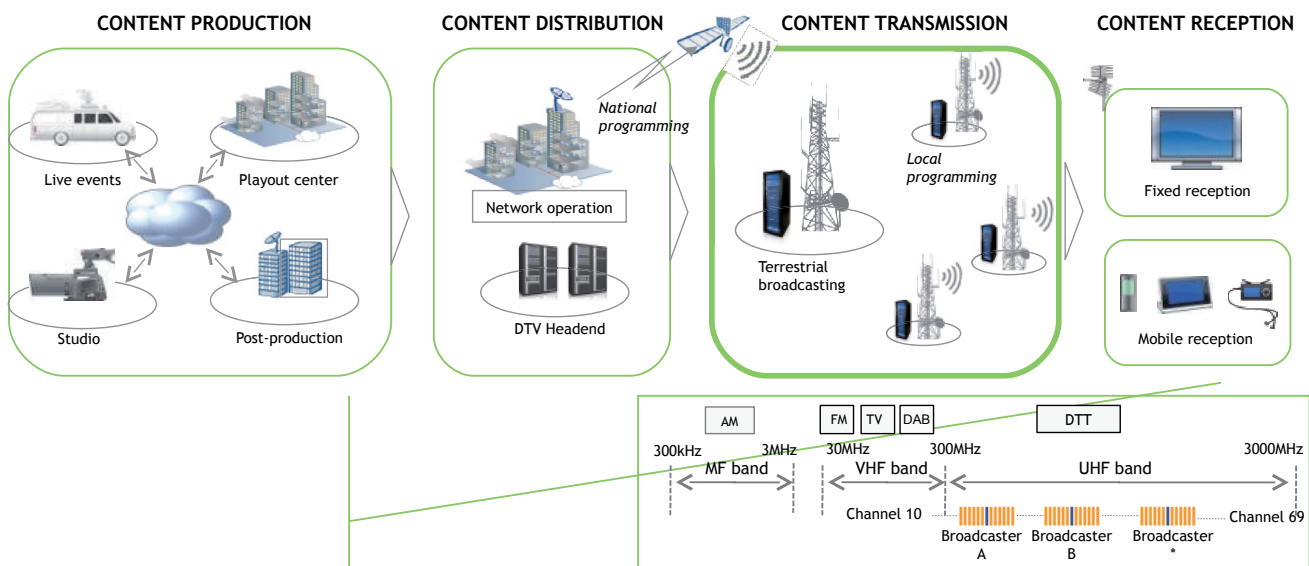 CONTENT PRODUCTION
CONTENT DISTRIBUTION
CONTENT TRANSMISSION
CONTENT RECEPTION
Live events
Playout center
Studio
Post-production
National
programming
Network operation
DTV Headend
Local
programming
Terrestrial
broadcasting
Fixed reception
Mobile reception
AM
FM
TV
DAB
DTT
300kHz
3MHz
30MHz
300MHz
3000MHz
MF band
VHF band
UHF band
Channel 10
Channel 69
Broadcaster
A
Broadcaster
B
Broadcaster
*